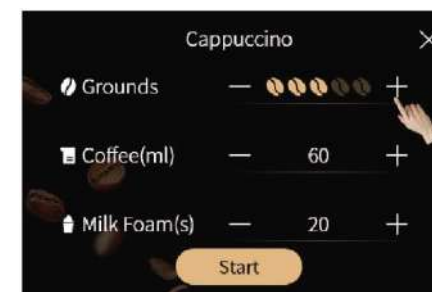 Cappuccino
Grounds
Coffee(ml) — 60 +
Milk Foam(s) — 20 +
Start